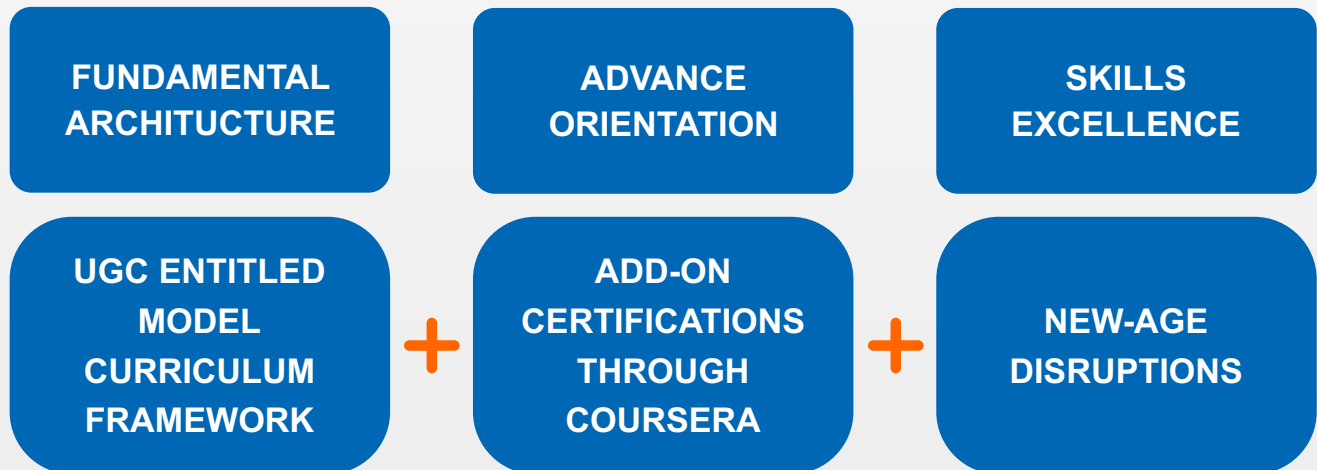 FUNDAMENTAL
ARCHITUCTURE
ADVANCE
ORIENTATION
SKILLS
EXCELLENCE
UGC ENTITLED
MODEL
CURRICULUM
FRAMEWORK
+
ADD-ON
CERTIFICATIONS
THROUGH
COURSERA
+
NEW-AGE
DISRUPTIONS